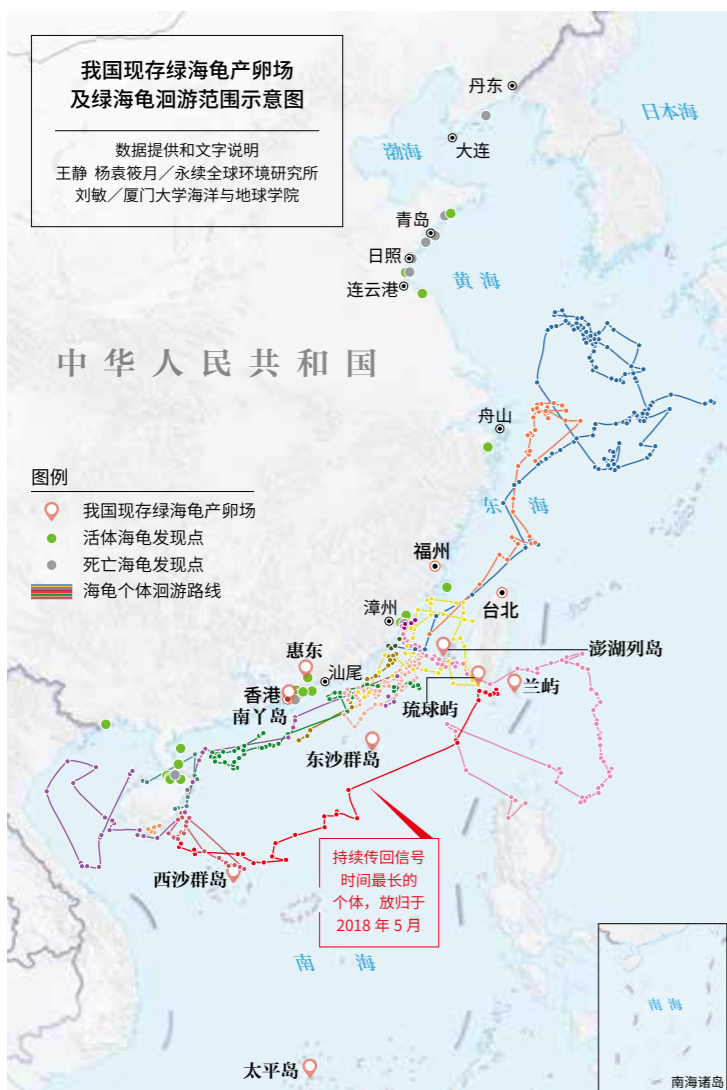 我国现存绿海龟产卵场
及绿海龟洄游范围示意图
数据提供和文字说明
王静 杨袁筱月／永续全球环境研究所
刘敏／厦门大学海洋与地球学院
丹东
日本海
渤海
大连
青岛
日照
黄海
连云港
中华人民共和国
舟山
图例
我国现存绿海龟产卵场
活体海龟发现点
死亡海龟发现点
海龟个体洄游路线
东海
福州
台北
漳州
澎湖列岛
惠东
汕尾
香港
南丫岛
琉球屿
兰屿
东沙群岛
持续传回信号
时间最长的
个体，放归于
2018 年 5 月
西沙群岛
南海
太平岛
南海
南海诸岛